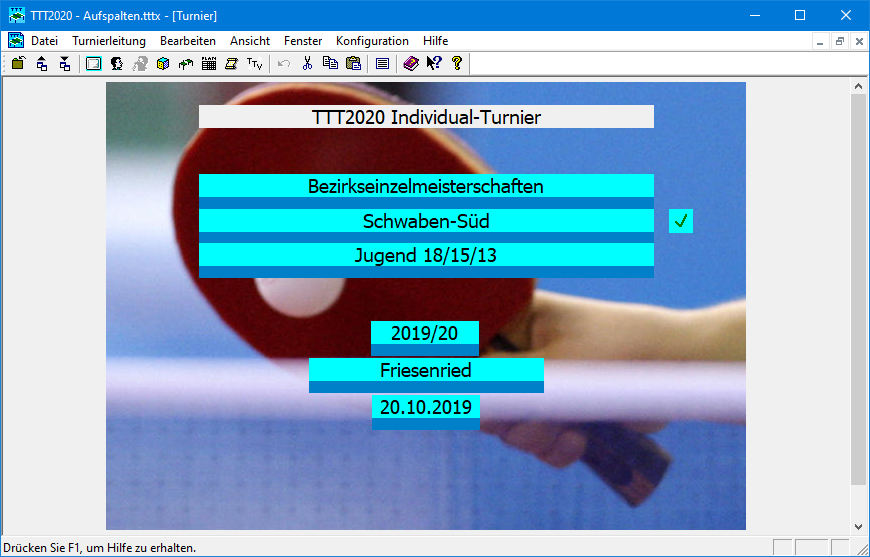 TTT2020 - Aufspalten.tttx - [Turnier]
Datei Turnierleitung Bearbeiten Ansicht Fenster Konfiguration Hilfe
TTT2020 Individual-Turnier
Bezirkseinzelmeisterschaften
Schwaben-Süd
Jugend 18/15/13
2019/20
Friesenried
20.10.2019
Drücken Sie F1, um Hilfe zu erhalten.